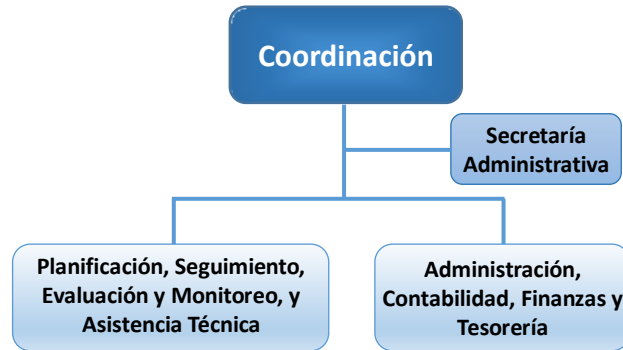 Coordinación
Secretaría
Administrativa
Planificación, Seguimiento,
Evaluación y Monitoreo, y
Asistencia Técnica
Administración,
Contabilidad, Finanzas y
Tesorería